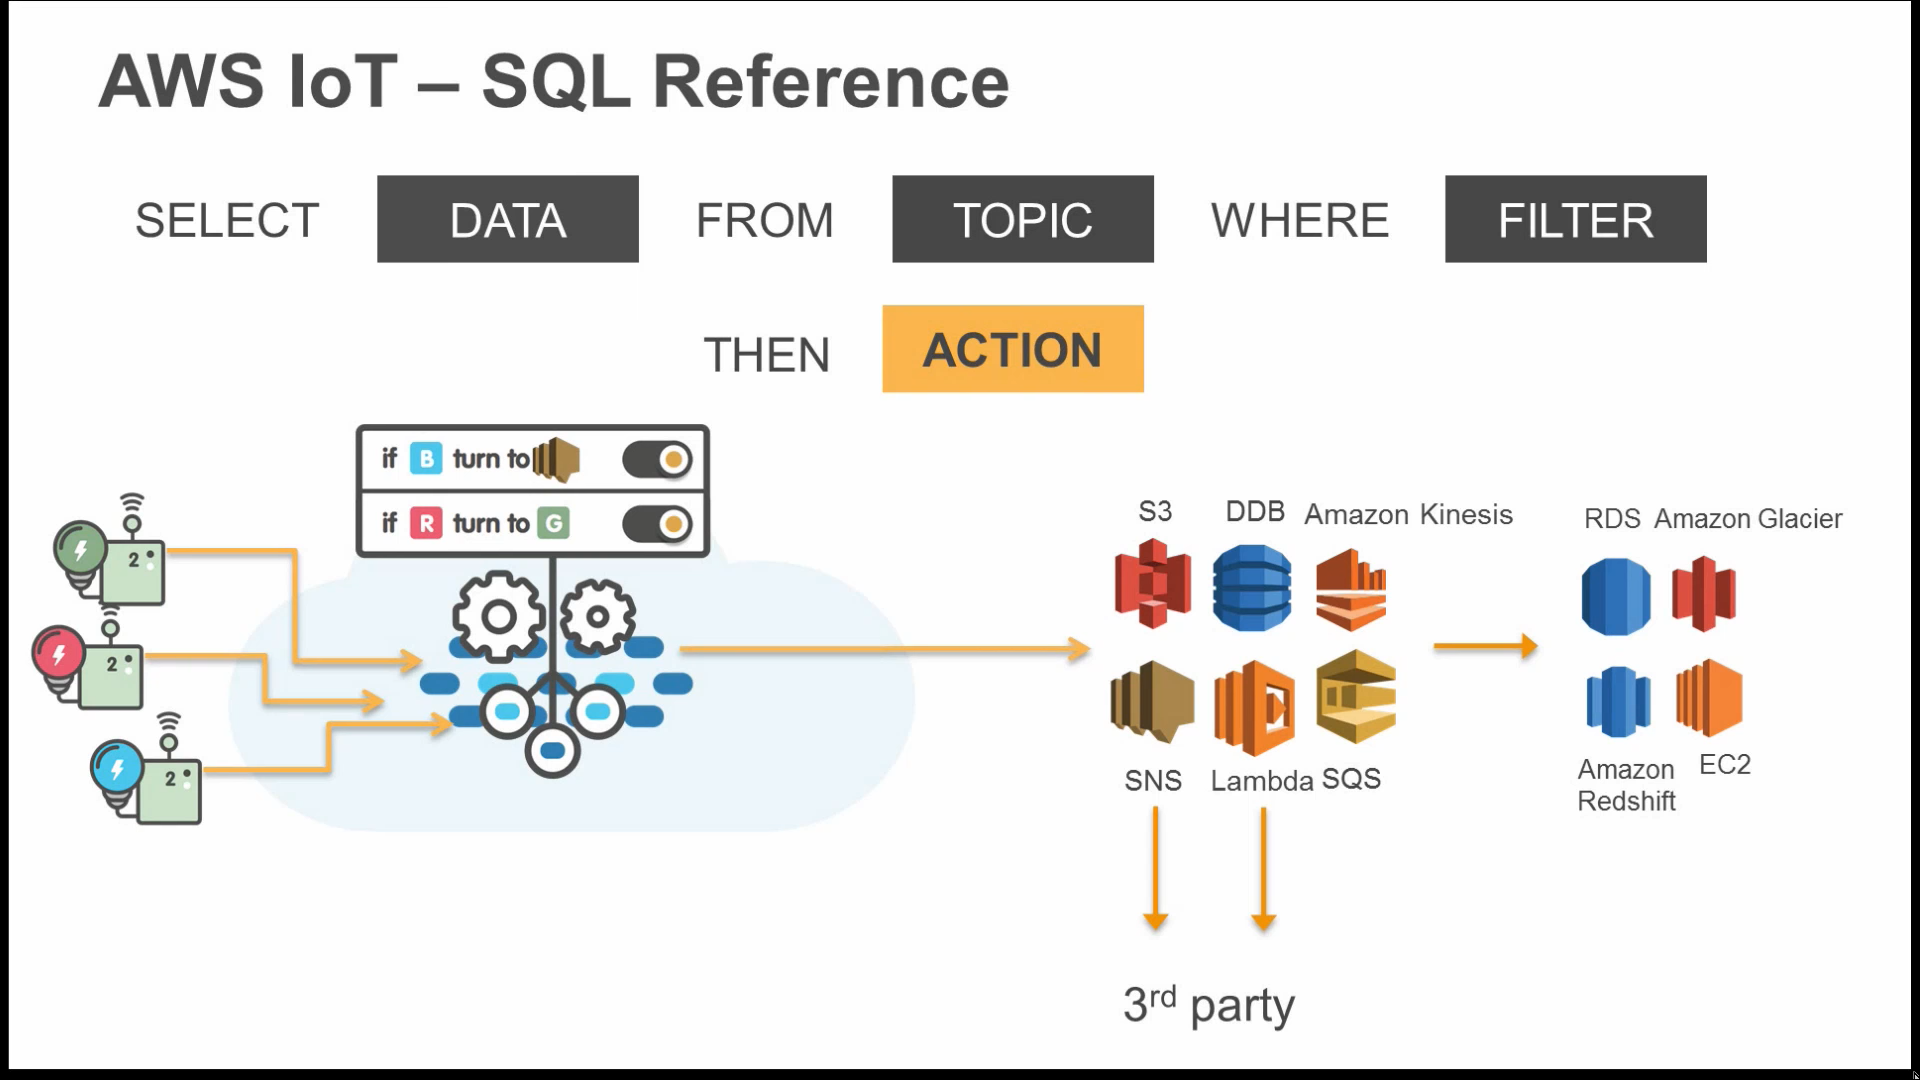 AWS IoT – SQL Reference
SELECT DATA FROM TOPIC WHERE FILTER
THEN ACTION
if B turn to
if R turn to G
2
2
2
S3 DDB Amazon Kinesis
SNS Lambda SQS
RDS Amazon Glacier
Amazon
Redshift
EC2
3rd party